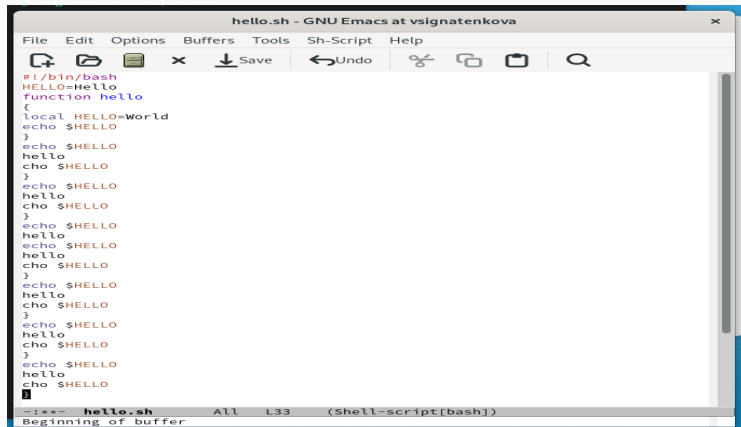 hello.sh - GNU Emacs at vsignatenkova
File Edit Options Buffers Tools Sh-Script Help
Save Undo
#!/bin/bash
HELLO=Hello
function hello
{
local HELLO=World
echo $HELLO
}
echo $HELLO
hello
cho $HELLO
}
echo $HELLO
hello
cho $HELLO
}
echo $HELLO
hello
echo $HELLO
hello
cho $HELLO
}
echo $HELLO
hello
cho $HELLO
}
echo $HELLO
hello
cho $HELLO
}
echo $HELLO
hello
cho $HELLO
}
-:**- hello.sh All L33 (Shell-script[bash])
Beginning of buffer